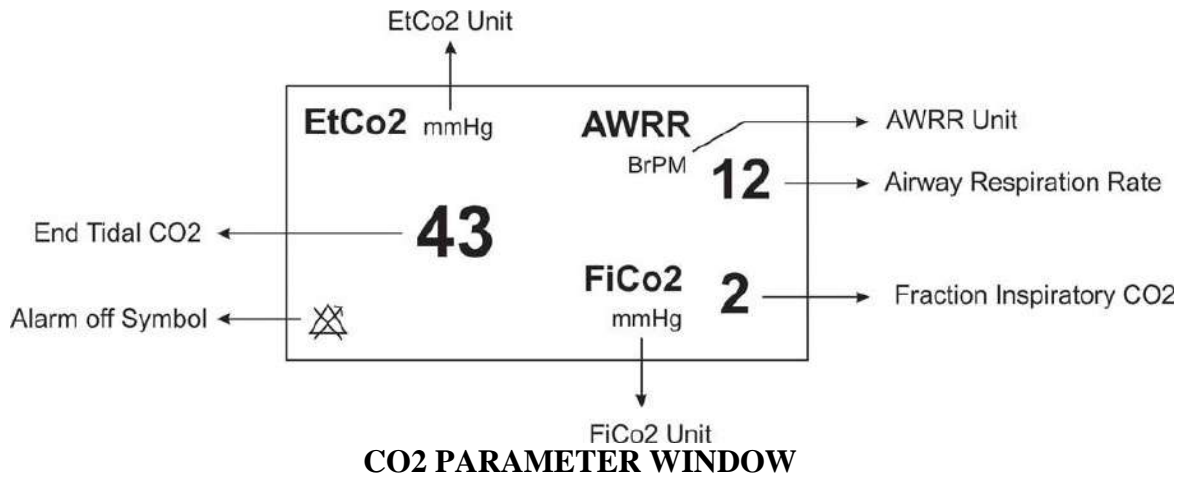 EtCo2 Unit
EtCo2 mmHg
AWRR
AWRR Unit
BrPM
12
Airway Respiration Rate
End Tidal CO2
43
FiCo2
2
Fraction Inspiratory CO2
mmHg
Alarm off Symbol
FiCo2 Unit
CO2 PARAMETER WINDOW